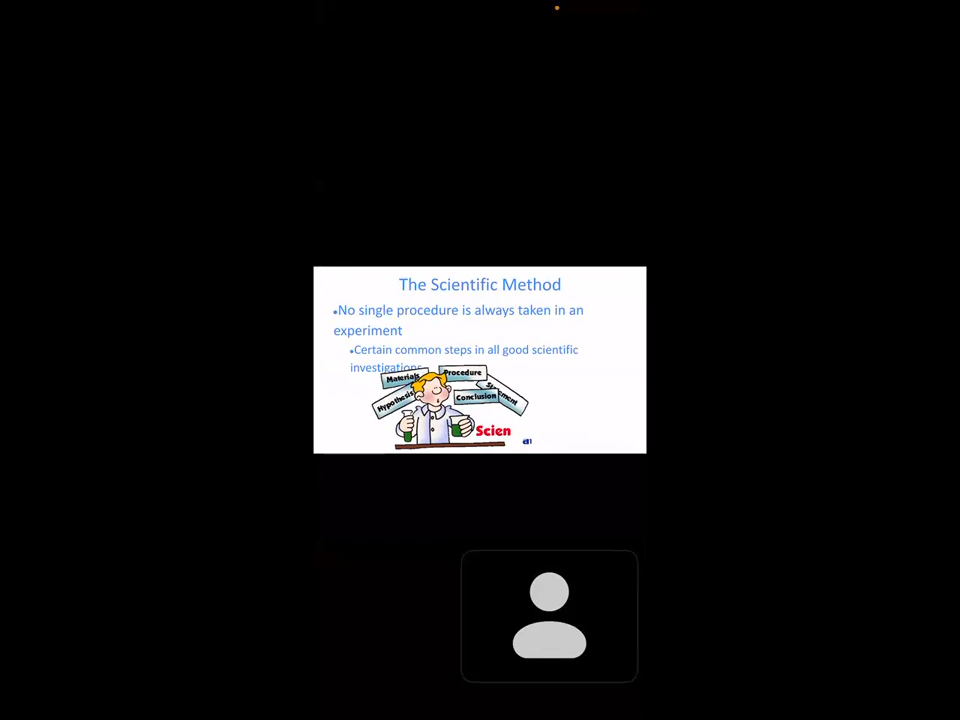 The Scientific Method
•No single procedure is always taken in an
experiment
•Certain common steps in all good scientific
investigations
Materials
Procedure
Hypothesis
Conclusion
Scien